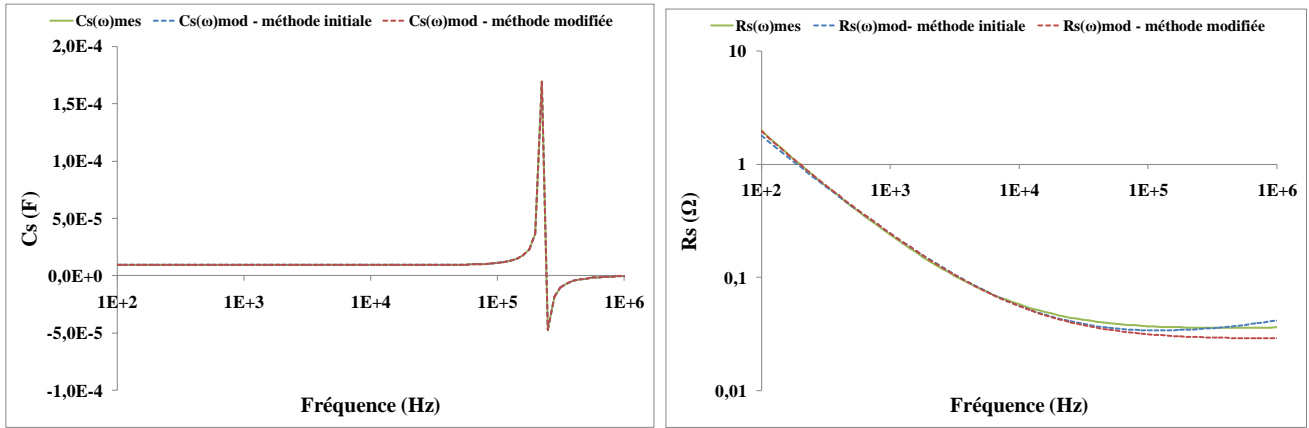 Cs(ω)mes Cs(ω)mod - méthode initiale Cs(ω)mod - méthode modifiée
2,0E-4
1,5E-4
1,0E-4
5,0E-5
0,0E+0
-5,0E-5
-1,0E-4
1E+2 1E+3 1E+4 1E+5 1E+6
Cs (F)
Fréquence (Hz)
Rs(ω)mes Rs(ω)mod- méthode initiale Rs(ω)mod - méthode modifiée
10
1
0,1
0,01
1E+2 1E+3 1E+4 1E+5 1E+6
Rs (Ω)
Fréquence (Hz)